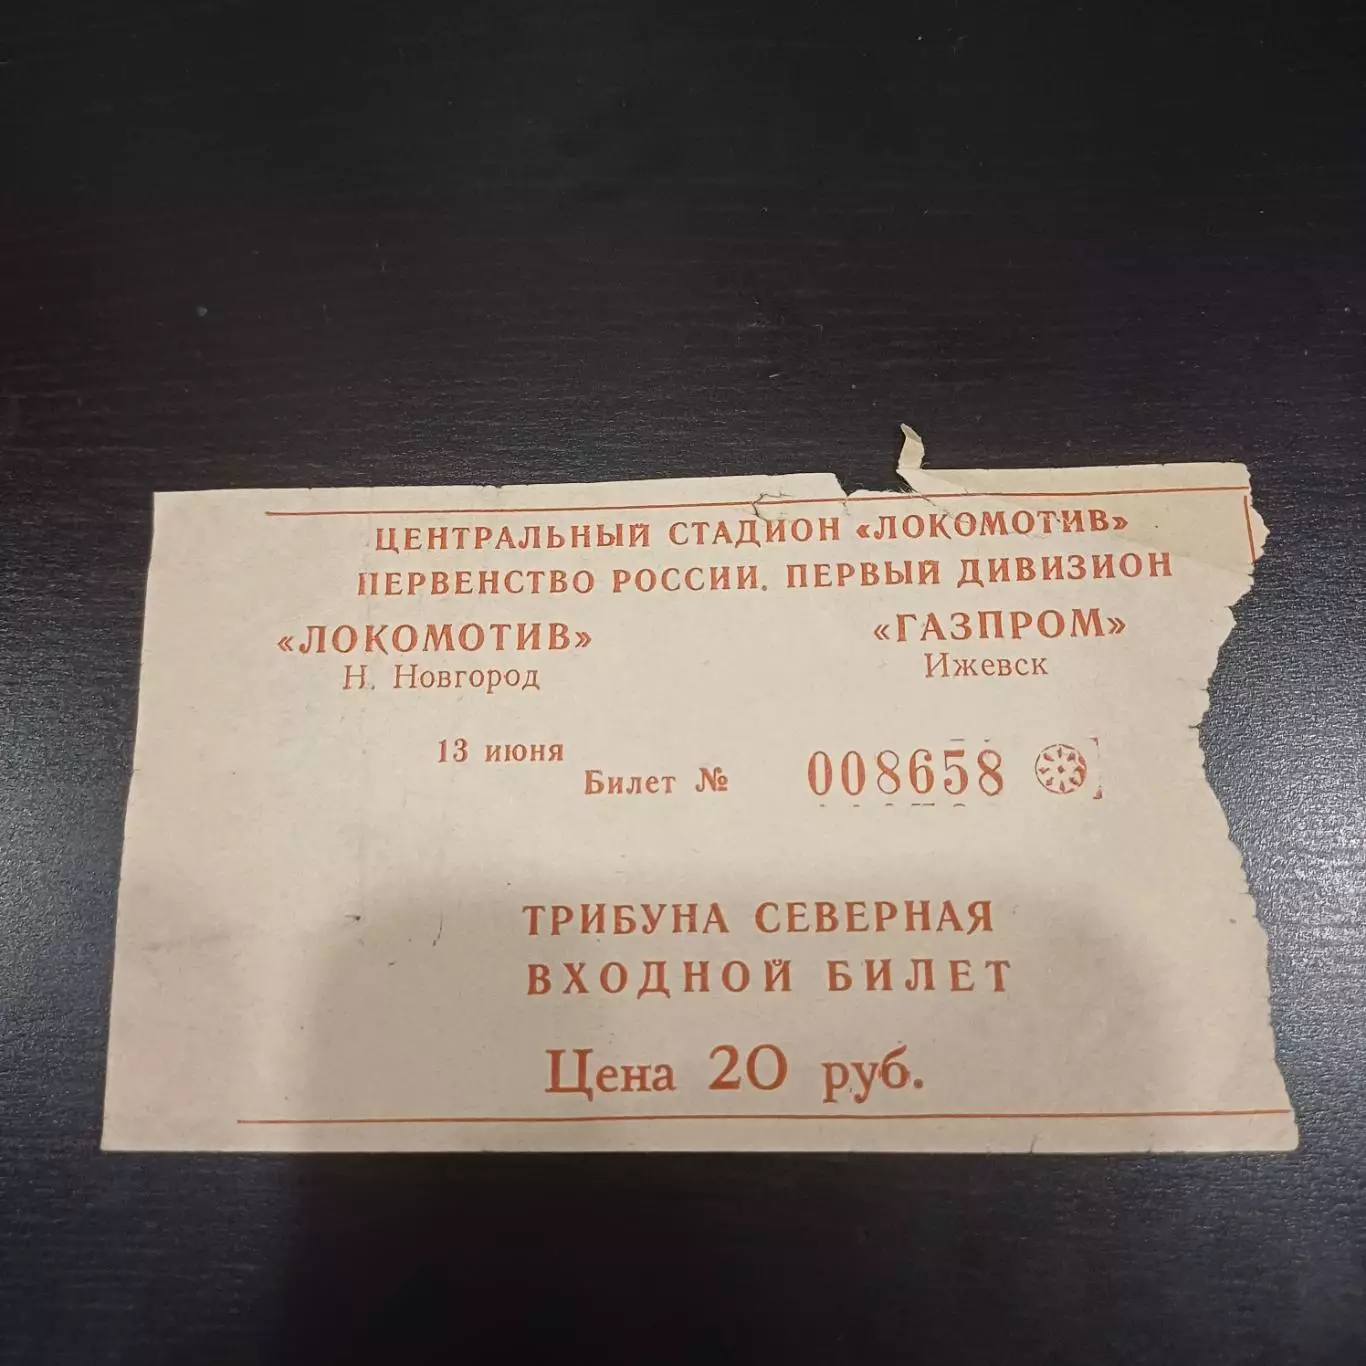 ЦЕНТРАЛЬНЫЙ СТАДИОН «ЛОКОМОТИВ»
ПЕРВЕНСТВО РОССИИ. ПЕРВЫЙ ДИВИЗИОН
«ЛОКОМОТИВ» «ГАЗПРОМ»
Н. Новгород Ижевск
13 июня
Билет № 008658
ТРИБУНА СЕВЕРНАЯ
ВХОДНОЙ БИЛЕТ
Цена 20 руб.